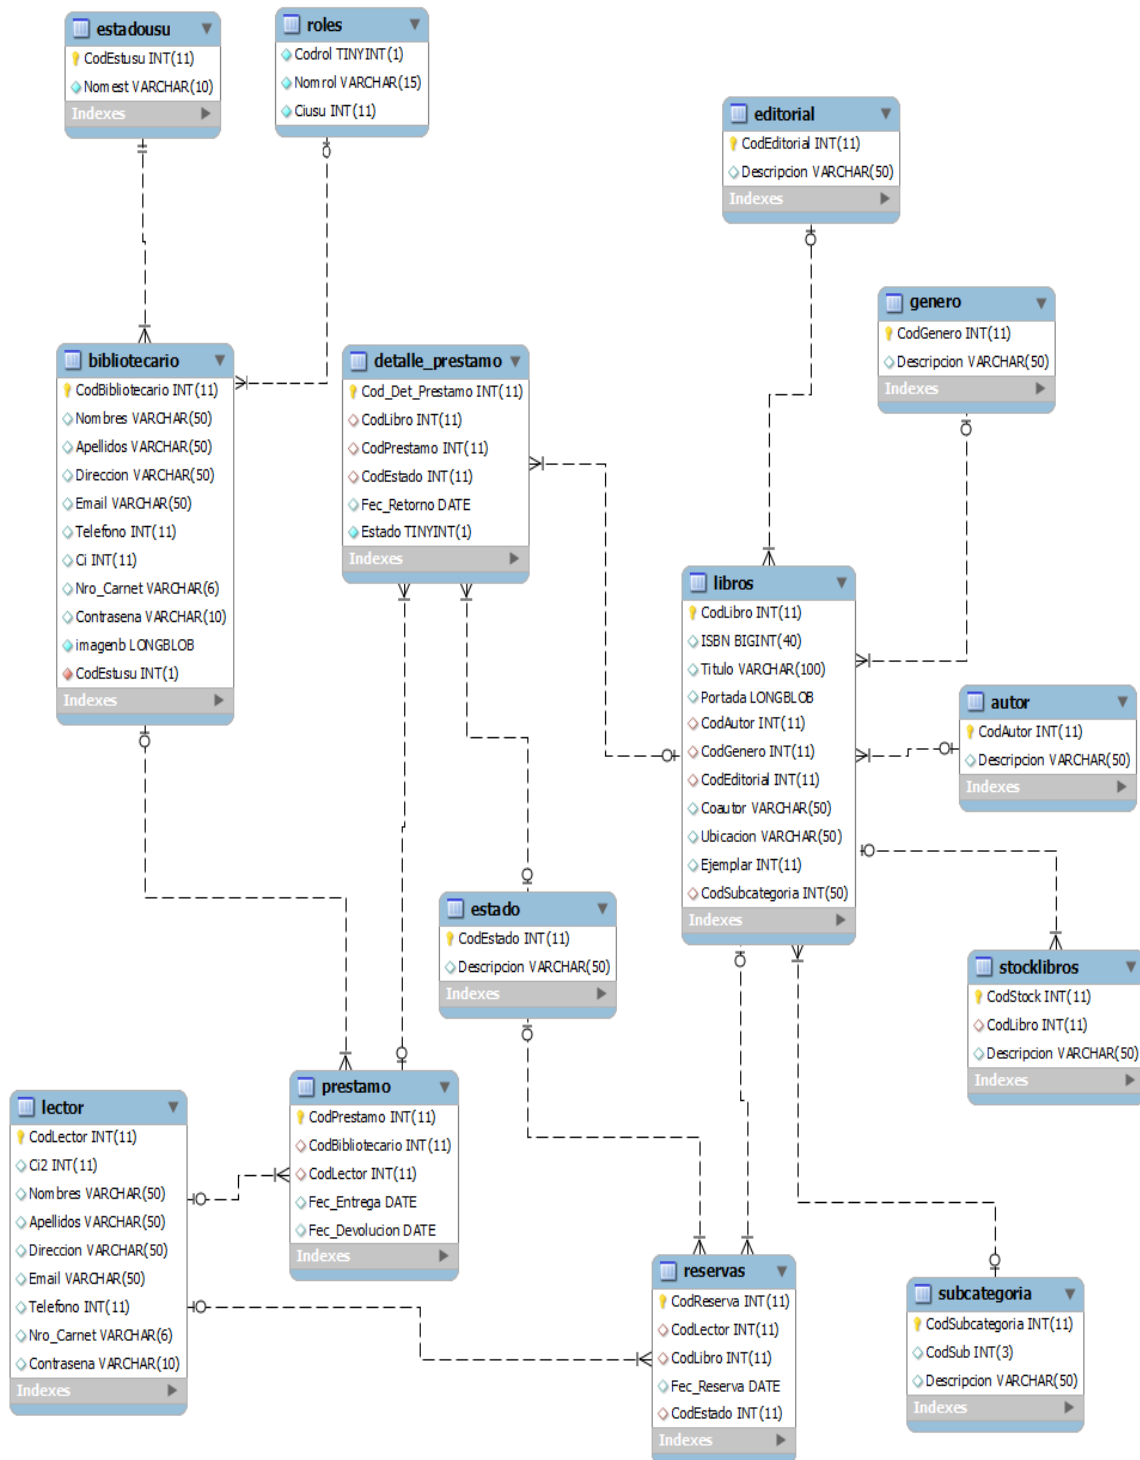 estadousu
CodEstusu INT(11)
Nomest VARCHAR(10)
Indexes
roles
Codrol TINYINT(1)
Nomrol VARCHAR(15)
Ciusu INT(11)
editorial
CodEditorial INT(11)
Descripcion VARCHAR(50)
Indexes
genero
CodGenero INT(11)
Descripcion VARCHAR(50)
Indexes
bibliotecario
CodBibliotecario INT(11)
Nombres VARCHAR(50)
Apellidos VARCHAR(50)
Direccion VARCHAR(50)
Email VARCHAR(50)
Telefono INT(11)
Ci INT(11)
Nro_Carnet VARCHAR(6)
Contrasena VARCHAR(10)
imagenb LONGBLOB
CodEstusu INT(1)
Indexes
detalle_prestamo
Cod_Det_Prestamo INT(11)
CodLibro INT(11)
CodPrestamo INT(11)
CodEstado INT(11)
Fec_Retorno DATE
Estado TINYINT(1)
Indexes
libros
CodLibro INT(11)
ISBN BIGINT(40)
Titulo VARCHAR(100)
Portada LONGBLOB
CodAutor INT(11)
CodGenero INT(11)
CodEditorial INT(11)
Coautor VARCHAR(50)
Ubicacion VARCHAR(50)
Ejemplar INT(11)
CodSubcategoria INT(50)
Indexes
autor
CodAutor INT(11)
Descripcion VARCHAR(50)
Indexes
estado
CodEstado INT(11)
Descripcion VARCHAR(50)
Indexes
stocklibros
CodStock INT(11)
CodLibro INT(11)
Descripcion VARCHAR(50)
Indexes
lector
CodLector INT(11)
Ci2 INT(11)
Nombres VARCHAR(50)
Apellidos VARCHAR(50)
Direccion VARCHAR(50)
Email VARCHAR(50)
Telefono INT(11)
Nro_Carnet VARCHAR(6)
Contrasena VARCHAR(10)
Indexes
prestamo
CodPrestamo INT(11)
CodBibliotecario INT(11)
CodLector INT(11)
Fec_Entrega DATE
Fec_Devolucion DATE
Indexes
reservas
CodReserva INT(11)
CodLector INT(11)
CodLibro INT(11)
Fec_Reserva DATE
CodEstado INT(11)
Indexes
subcategoria
CodSubcategoria INT(11)
CodSub INT(3)
Descripcion VARCHAR(50)
Indexes